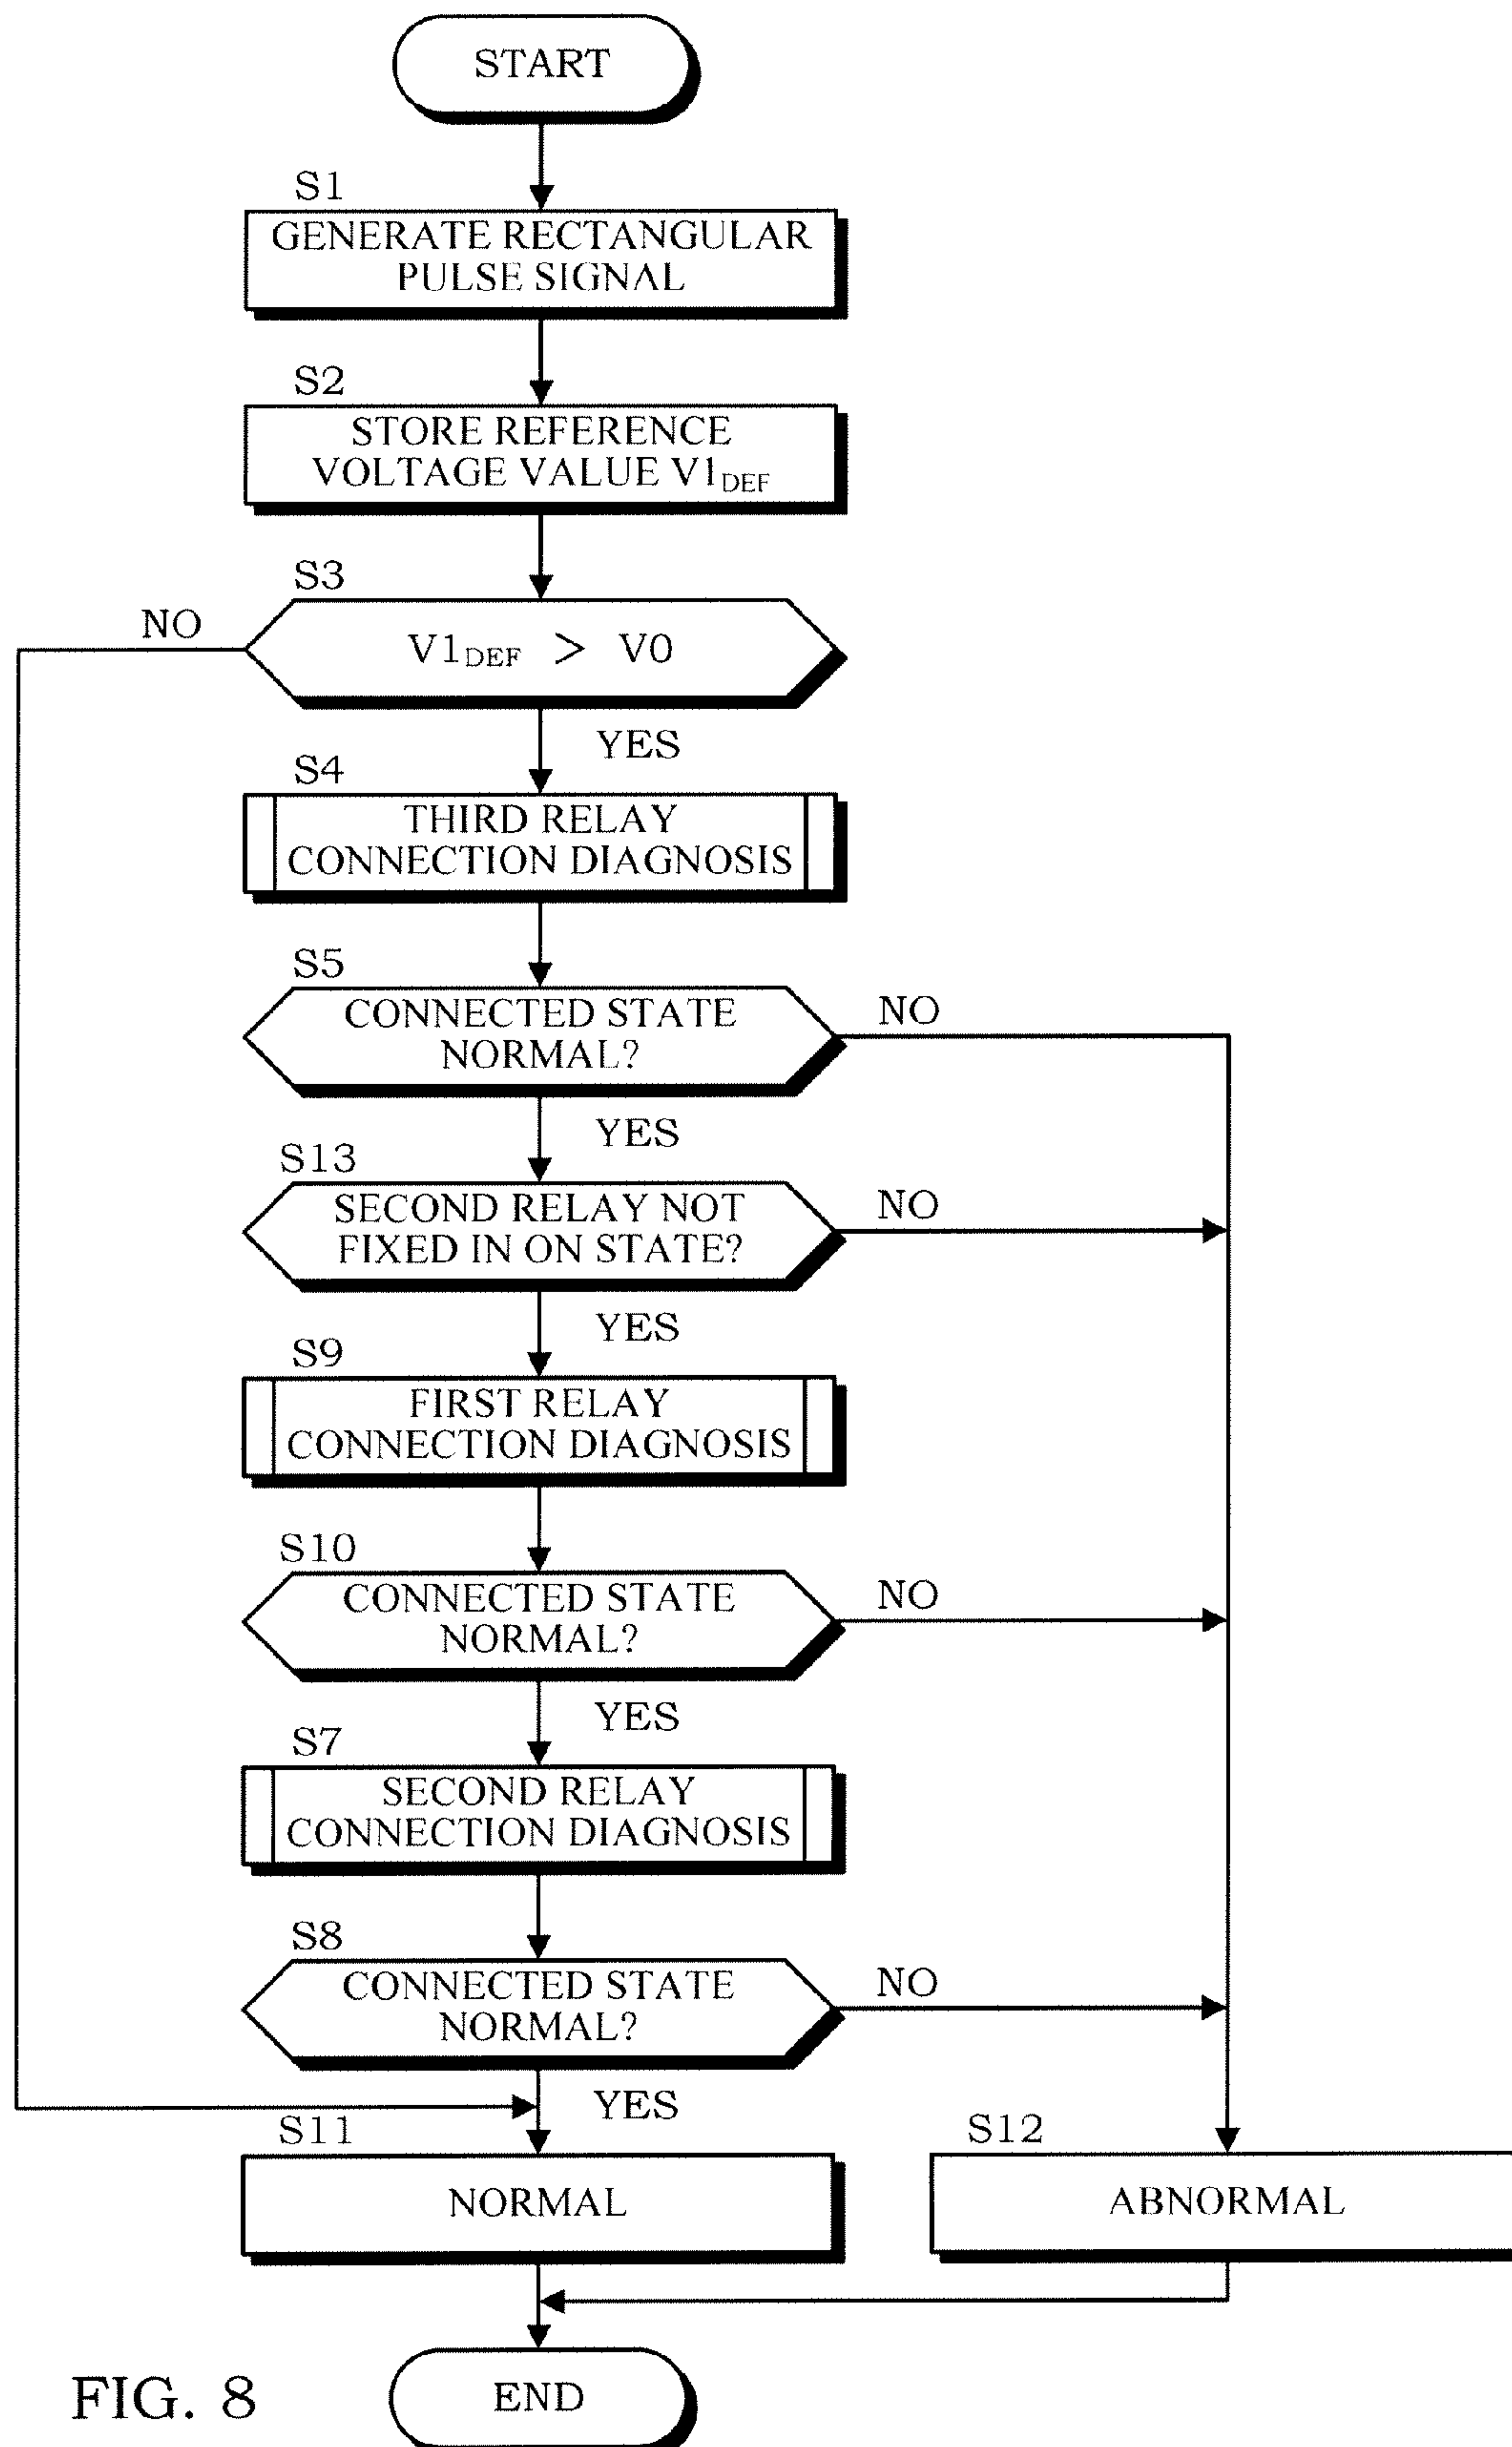 START
S1
GENERATE RECTANGULAR
PULSE SIGNAL
S2
STORE REFERENCE
VOLTAGE VALUE V1DEF
S3
NO
V1DEF > V0
YES
S4
THIRD RELAY
CONNECTION DIAGNOSIS
S5
CONNECTED STATE
NORMAL?
NO
YES
S13
SECOND RELAY NOT
FIXED IN ON STATE?
NO
YES
S9
FIRST RELAY
CONNECTION DIAGNOSIS
S10
CONNECTED STATE
NORMAL?
NO
YES
S7
SECOND RELAY
CONNECTION DIAGNOSIS
S8
CONNECTED STATE
NORMAL?
NO
YES
S11
NORMAL
S12
ABNORMAL
END
FIG. 8